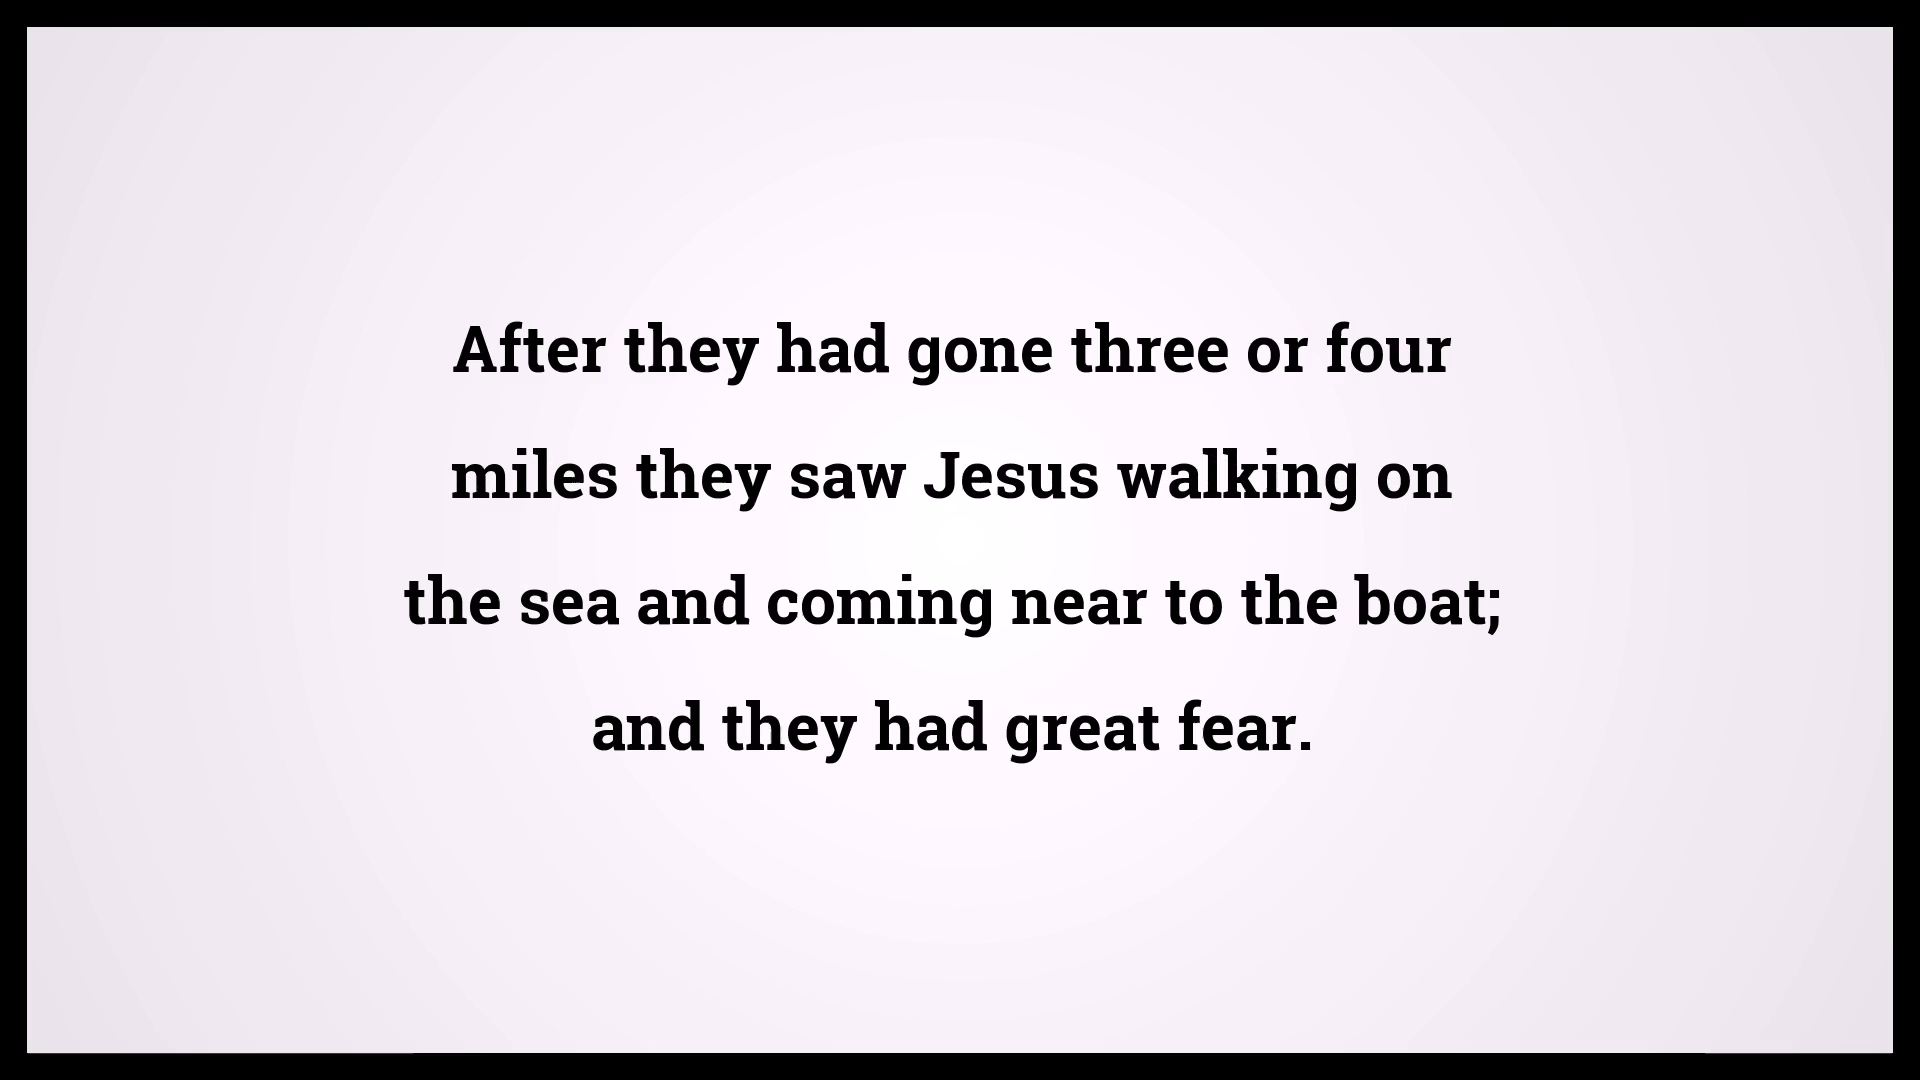 After they had gone three or four
miles they saw Jesus walking on
the sea and coming near to the boat;
and they had great fear.